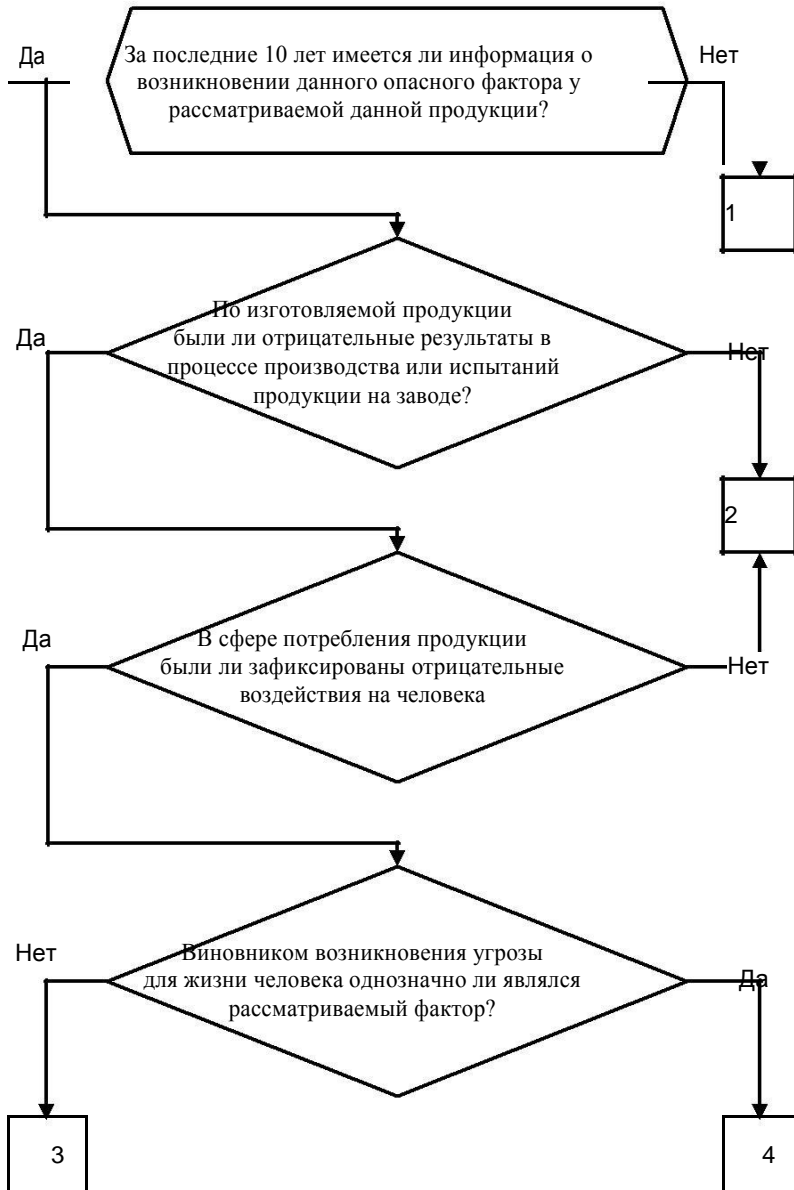 Да
За последние 10 лет имеется ли информация о
возникновении данного опасного фактора у
рассматриваемой данной продукции?
Нет
1
По изготовляемой продукции
были ли отрицательные результаты в
процессе производства или испытаний
продукции на заводе?
Да
Нет
2
В сфере потребления продукции
были ли зафиксированы отрицательные
воздействия на человека
Да
Нет
Виновником возникновения угрозы
для жизни человека однозначно ли являлся
рассматриваемый фактор?
Нет
Да
3
4